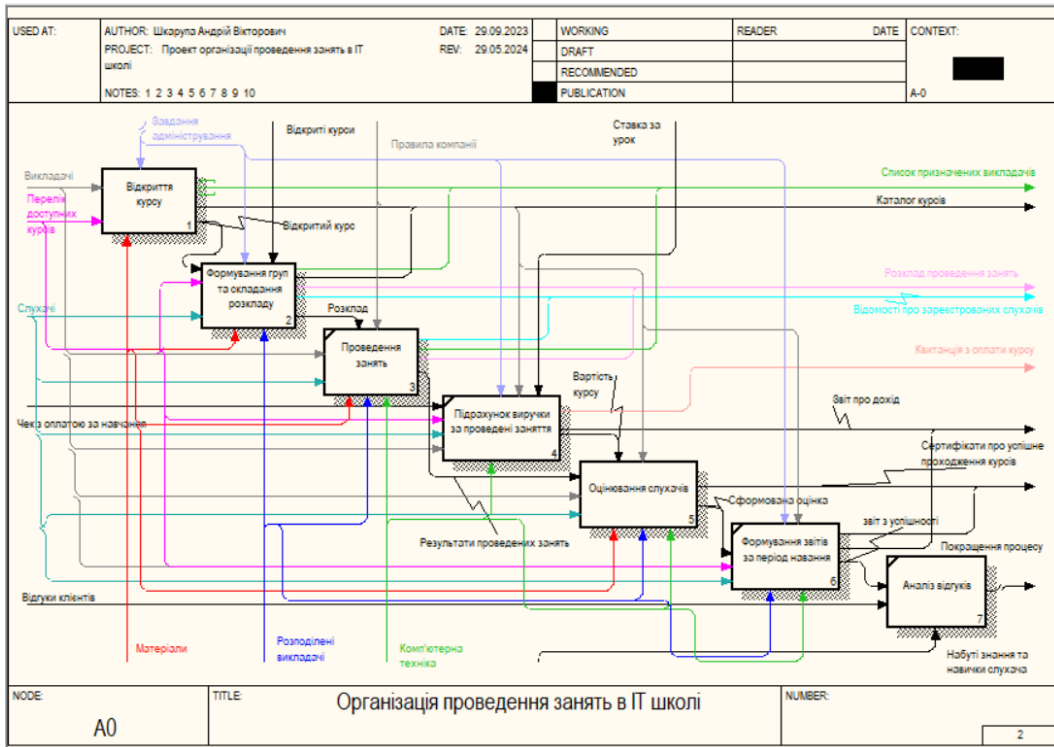 USED AT:
AUTHOR: Шкарупа Андрій Вікторович
DATE: 29.09.2023
PROJECT: Проект організації проведення занять в ІТ
школі
REV: 29.05.2024
NOTES: 1 2 3 4 5 6 7 8 9 10
WORKING
DRAFT
RECOMMENDED
PUBLICATION
READER
DATE
CONTEXT:
A-0
Завдання
адміністрування
Відкриті курси
Правила компанії
Ставка за
урок
Викладачі
Перелік
доступних
курсів
Відкриття
курсу
1
Список призначених викладачів
Каталог курсів
Відкритий курс
Формування груп
та складання
розкладу
2
Розклад проведення занять
Слухачі
Розклад
Відомості про зареєстрованих слухачів
Проведення
занять
3
Квитанція з оплати курсу
Вартість
курсу
Звіт про дохід
Чек з оплатою за навчання
Підрахунок виручки
за проведені заняття
4
Сертифікати про успішне
проходження курсів
Оцінювання слухачів
5
Сформована оцінка
Результати проведених занять
звіт з успішності
Формування звітів
за період навання
6
Покращення процесу
Аналіз відгуків
7
Відгуки клієнтів
Матеріали
Розподілені
викладачі
Комп'ютерна
техніка
Набуті знання та
навички слухача
NODE:
A0
TITLE:
Організація проведення занять в ІТ школі
NUMBER:
2